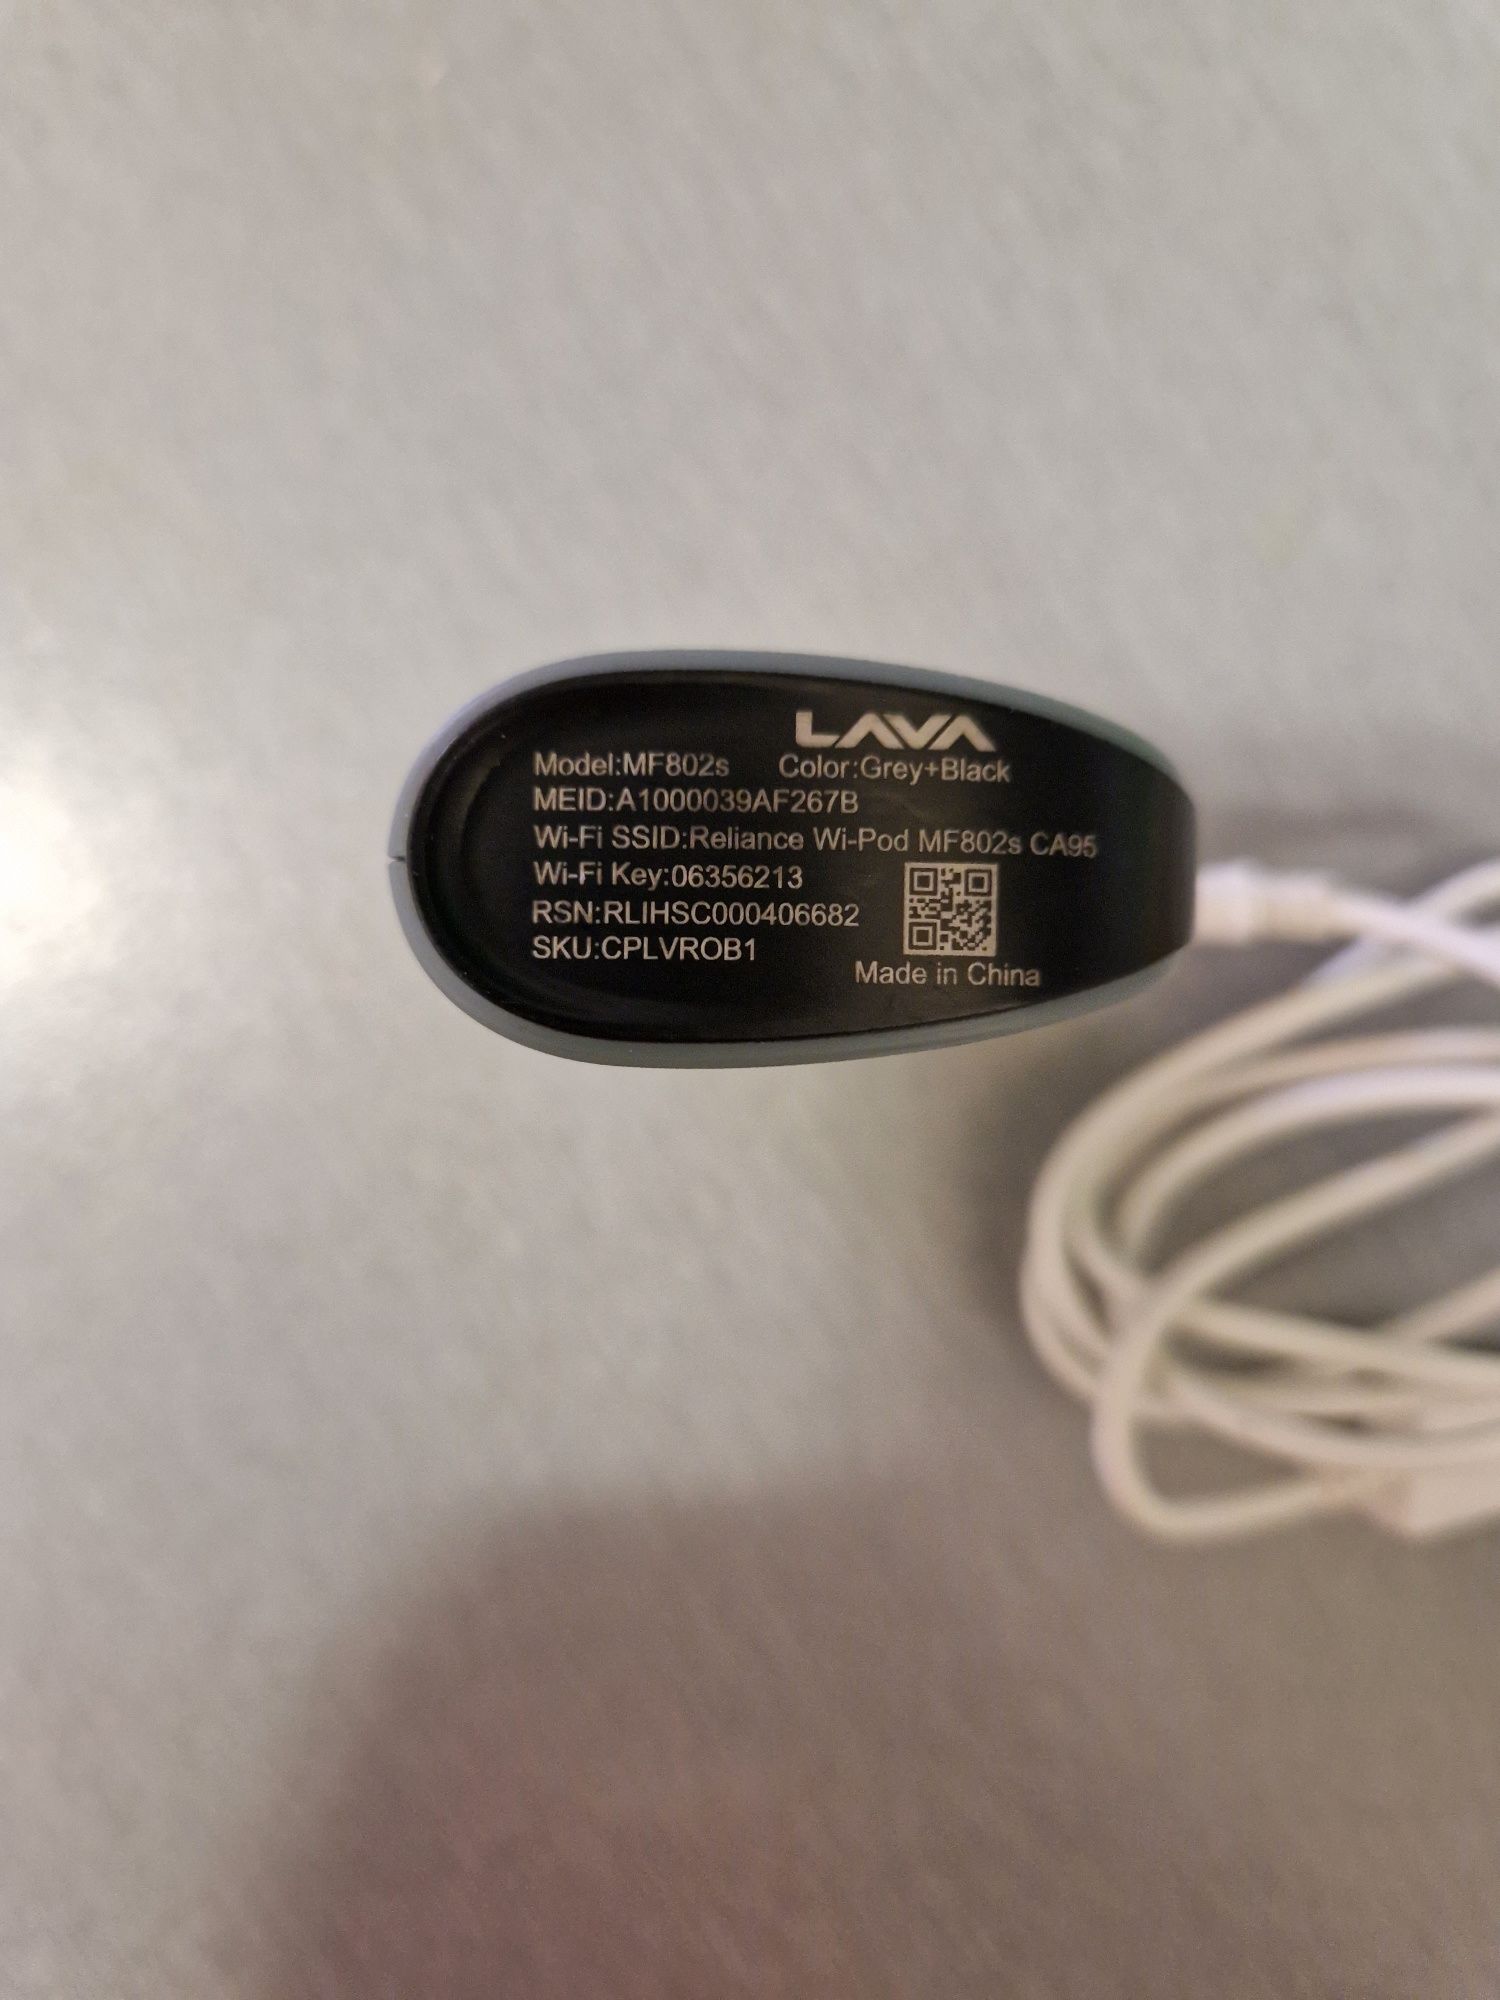 LAVA
Model:MF802s Color:Grey+Black
MEID:A1000039AF267B
Wi-Fi SSID:Reliance Wi-Pod MF802s CA95
Wi-Fi Key:06356213
RSN:RLIHSC000406682
SKU:CPLVROB1
Made in China